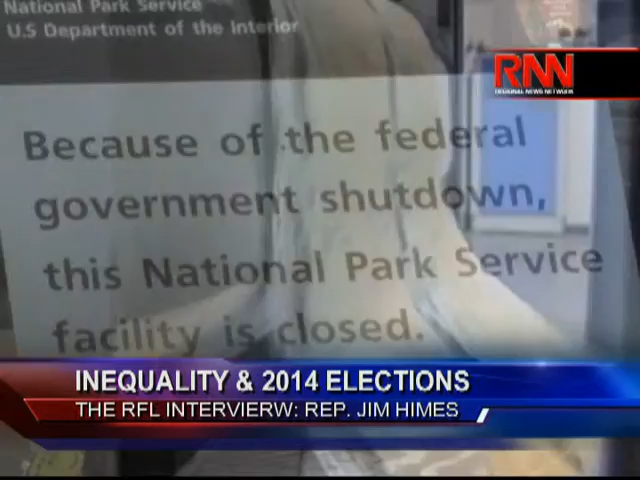 National Park Service
U.S Department of the Interior
RNN
REGIONAL NEWS NETWORK
Because of the federal
government shutdown,
this National Park Service
facility is closed.
INEQUALITY & 2014 ELECTIONS
THE RFL INTERVIERW: REP. JIM HIMES